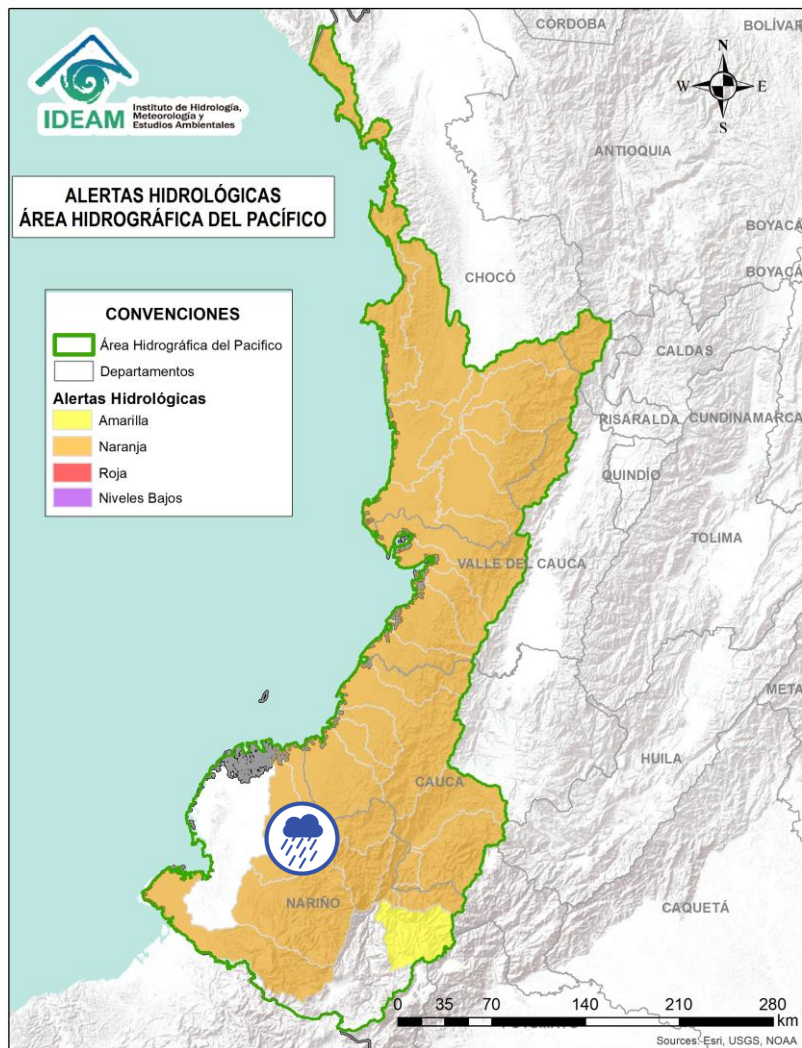 CÓRDOBA
BOLÍVAR
IDEAM
Instituto de Hidrología,
Meteorología y
Estudios Ambientales
N
W E
S
ANTIOQUIA
ALERTAS HIDROLÓGICAS
ÁREA HIDROGRÁFICA DEL PACÍFICO
BOYACÁ
BOYACÁ
CHOCÓ
CONVENCIONES
Área Hidrográfica del Pacifico
Departamentos
Alertas Hidrológicas
Amarilla
Naranja
Roja
Niveles Bajos
CALDAS
RISARALDA
CUNDINAMARCA
QUINDÍO
TOLIMA
VALLE DEL CAUCA
META
HUILA
CAUCA
NARIÑO
CAQUETÁ
0 35 70 140 210 280
km
Sources: Esri, USGS, NOAA